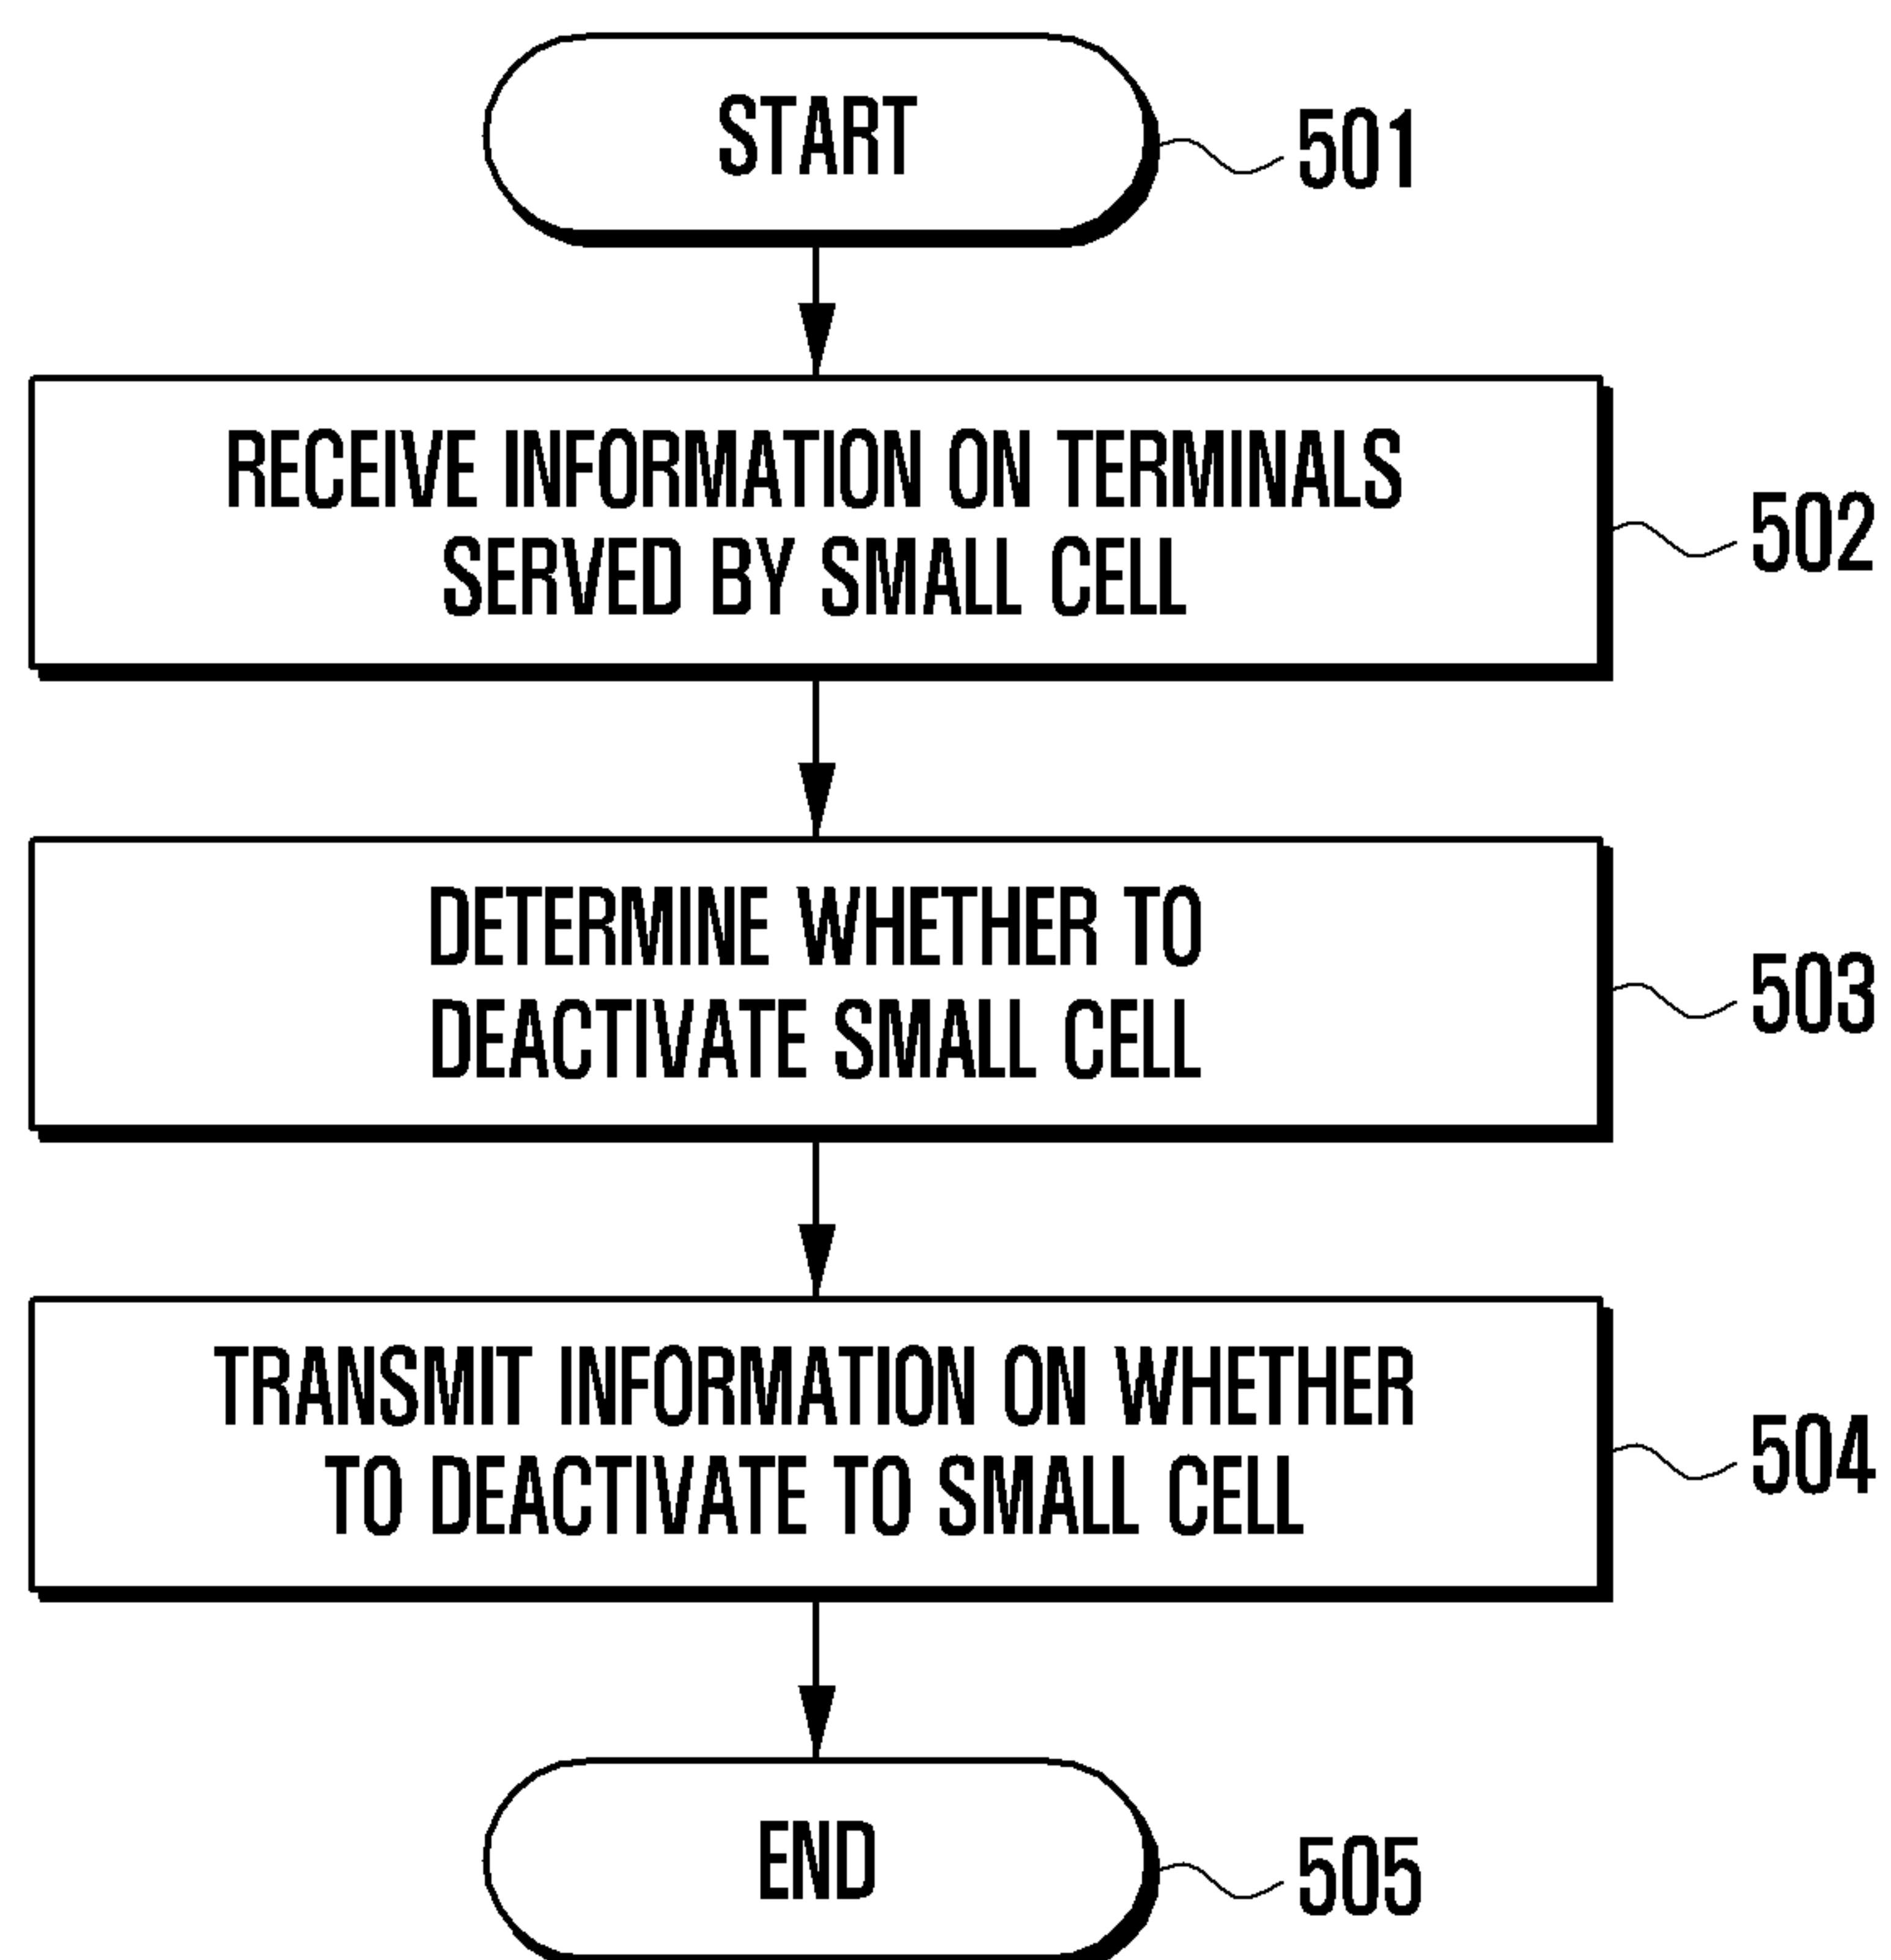 START
501
RECEIVE INFORMATION ON TERMINALS
SERVED BY SMALL CELL
502
DETERMINE WHETHER TO
DEACTIVATE SMALL CELL
503
TRANSMIT INFORMATION ON WHETHER
TO DEACTIVATE TO SMALL CELL
504
END
505